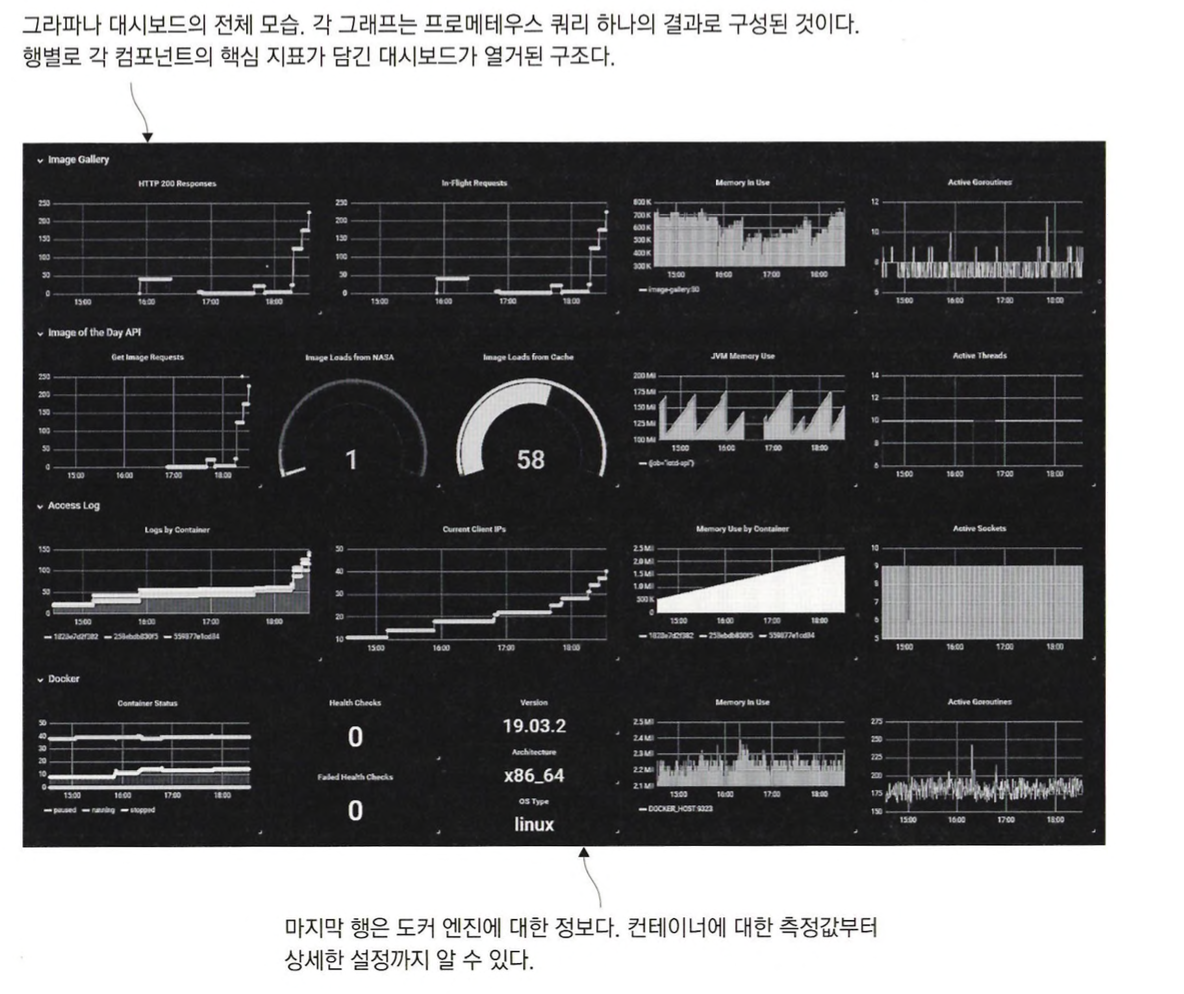 그라파나 대시보드의 전체 모습. 각 그래프는 프로메테우스 쿼리 하나의 결과로 구성된 것이다.
행별로 각 컴포넌트의 핵심 지표가 담긴 대시보드가 열거된 구조다.
Image Gallery
HTTP 200 Responses
250
200
150
100
50
0
15:00 16:00 17:00 18:00
In-Flight Requests
250
200
150
100
50
0
15:00 16:00 17:00 18:00
Memory In Use
800 K
700 K
600 K
500 K
400 K
300 K
15:00 16:00 17:00 18:00
image-gallery:80
Active Goroutines
12
10
8
6
15:00 16:00 17:00 18:00
Image of the Day API
Get Image Requests
250
200
150
100
50
0
15:00 16:00 17:00 18:00
Image Loads from NASA
1
Image Loads from Cache
58
JVM Memory Use
200 Mil
175 Mil
150 Mil
125 Mil
100 Mil
15:00 16:00 17:00 18:00
{job="iotd-api"}
Active Threads
14
12
10
8
6
15:00 16:00 17:00 18:00
Access Log
Logs by Container
150
100
50
0
15:00 16:00 17:00 18:00
Current Client IPs
50
40
30
20
10
15:00 16:00 17:00 18:00
Memory Use by Container
2.5 Mil
2.0 Mil
1.5 Mil
1.0 Mil
0
15:00 16:00 17:00 18:00
Active Sockets
10
9
8
7
6
5
15:00 16:00 17:00 18:00
Docker
Container Status
50
40
30
20
10
0
15:00 16:00 17:00 18:00
paused running stopped
Health Checks
0
Failed Health Checks
0
Version
19.03.2
Architecture
x86_64
OS Type
linux
Memory In Use
2.5 Mil
2.4 Mil
2.3 Mil
2.2 Mil
2.1 Mil
15:00 16:00 17:00 18:00
DOCKER_HOST:9323
Active Goroutines
275
250
225
200
175
150
15:00 16:00 17:00 18:00
마지막 행은 도커 엔진에 대한 정보다. 컨테이너에 대한 측정값부터
상세한 설정까지 알 수 있다.